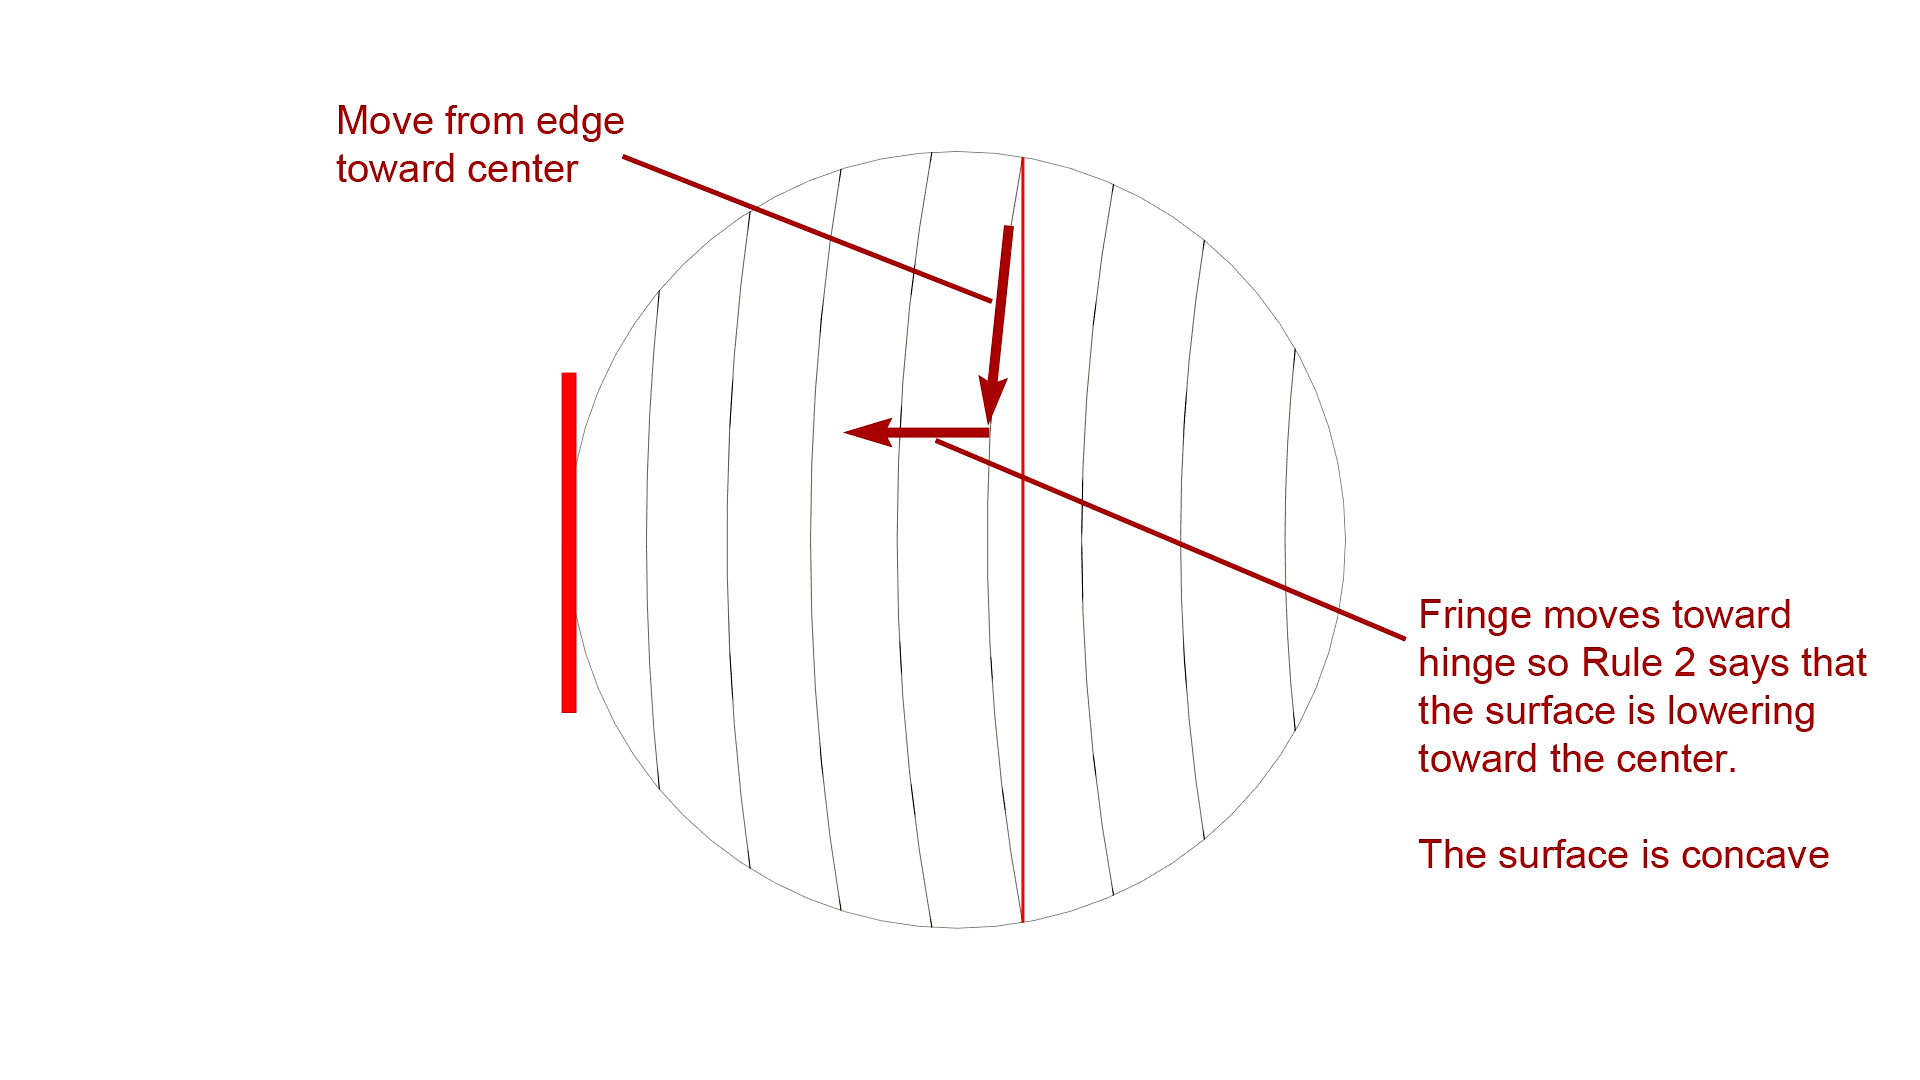 Move from edge
toward center
Fringe moves toward
hinge so Rule 2 says that
the surface is lowering
toward the center.
The surface is concave